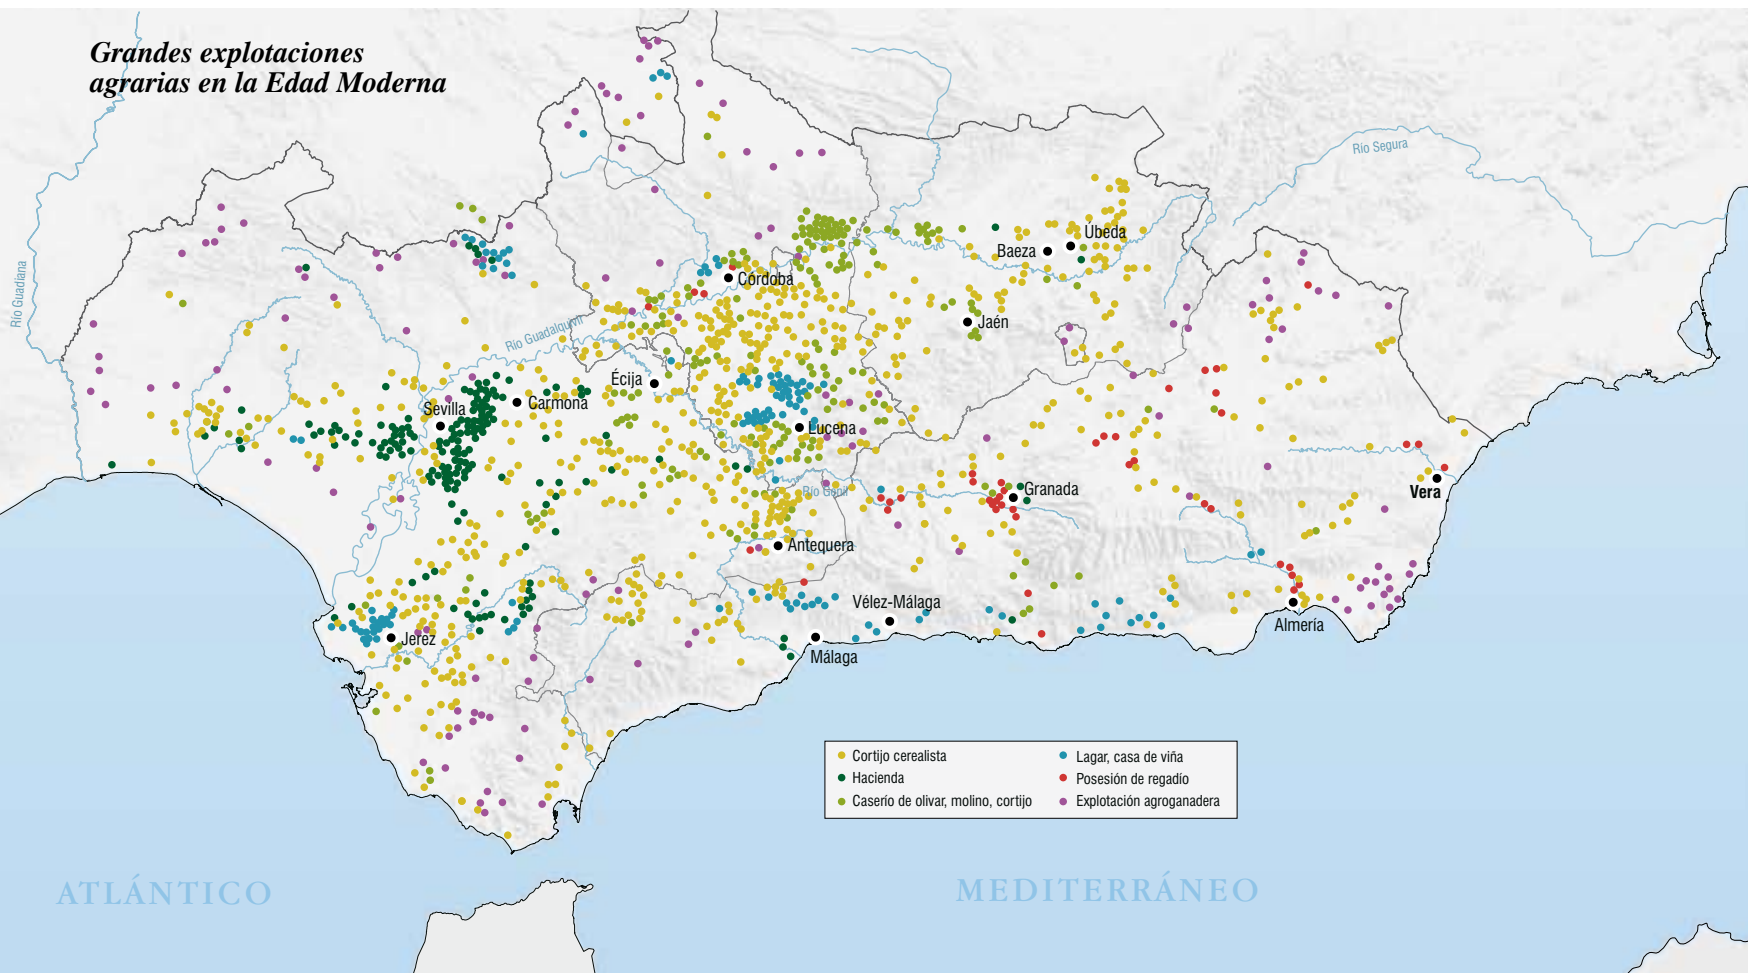 Grandes explotaciones
agrarias en la Edad Moderna
Río Guadiana
Río Segura
Úbeda
Baeza
Córdoba
Jaén
Río Guadalquivir
Écija
Carmona
Sevilla
Lucena
Río Genil
Granada
Vera
Antequera
Vélez-Málaga
Almería
Jerez
Málaga
Cortijo cerealista
Hacienda
Caserío de olivar, molino, cortijo
Lagar, casa de viña
Posesión de regadío
Explotación agroganadera
ATLÁNTICO
MEDITERRÁNEO